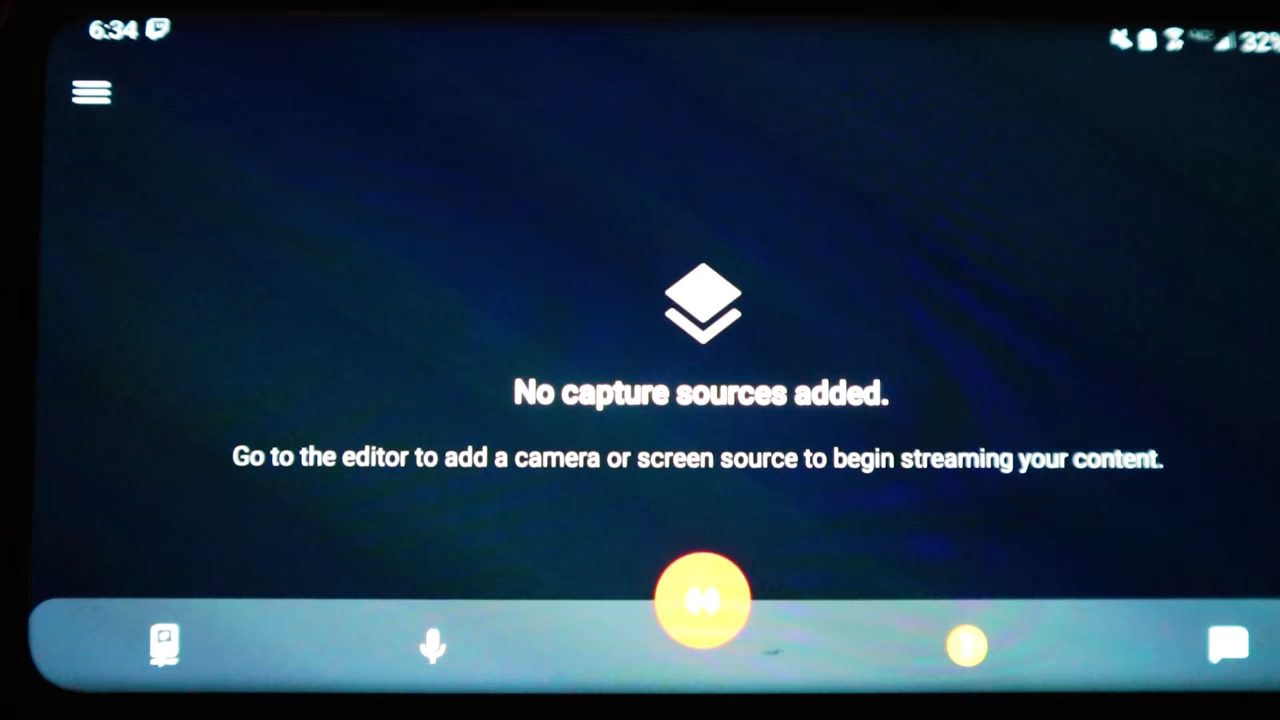 6:34
32%
No capture sources added.
Go to the editor to add a camera or screen source to begin streaming your content.